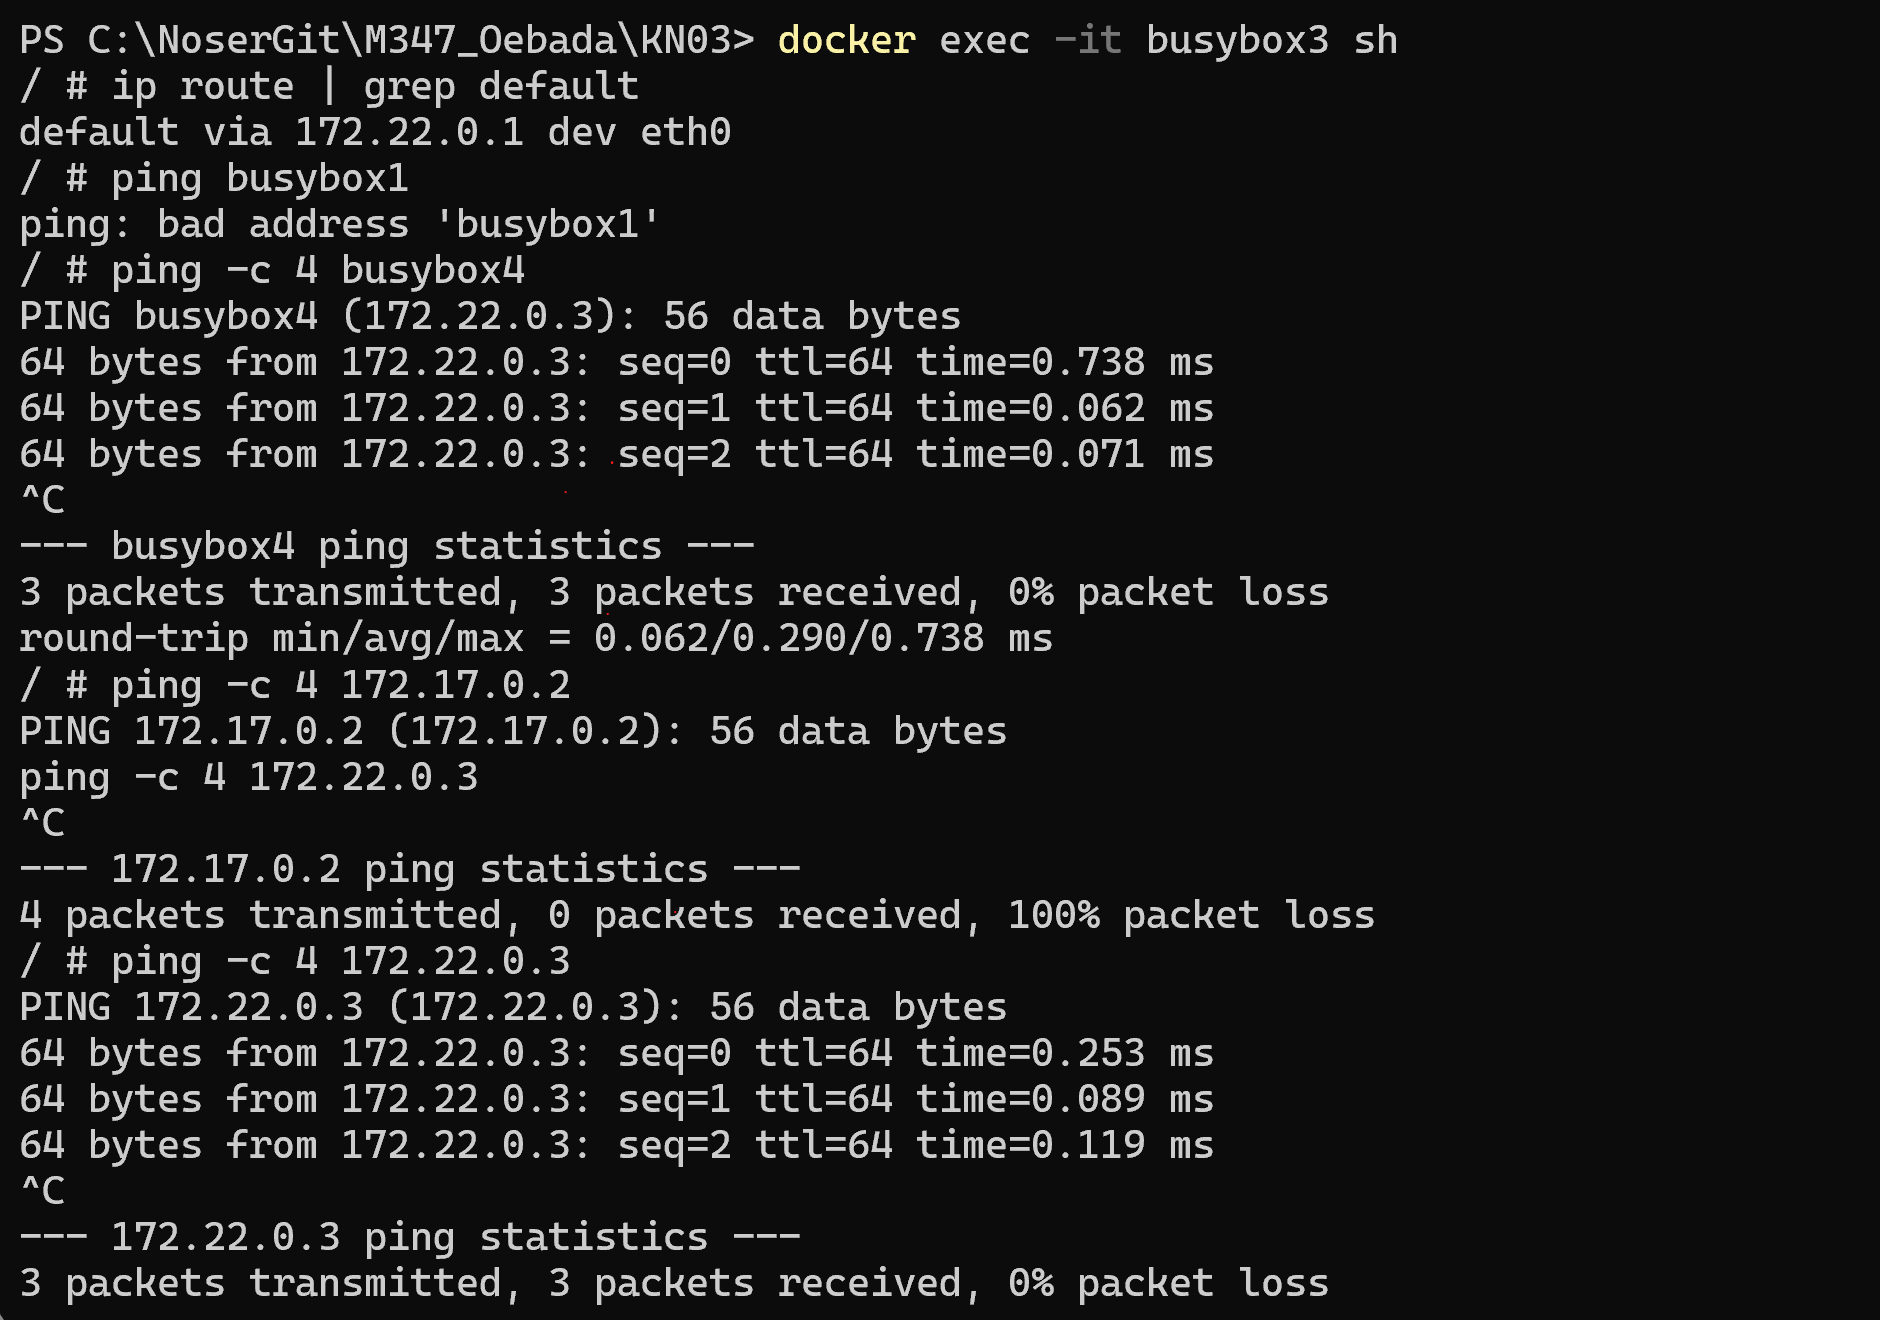 PS C:\NoserGit\M347_Oebada\KN03> docker exec -it busybox3 sh
/ # ip route | grep default
default via 172.22.0.1 dev eth0
/ # ping busybox1
ping: bad address 'busybox1'
/ # ping -c 4 busybox4
PING busybox4 (172.22.0.3): 56 data bytes
64 bytes from 172.22.0.3: seq=0 ttl=64 time=0.738 ms
64 bytes from 172.22.0.3: seq=1 ttl=64 time=0.062 ms
64 bytes from 172.22.0.3: seq=2 ttl=64 time=0.071 ms
^C
--- busybox4 ping statistics ---
3 packets transmitted, 3 packets received, 0% packet loss
round-trip min/avg/max = 0.062/0.290/0.738 ms
/ # ping -c 4 172.17.0.2
PING 172.17.0.2 (172.17.0.2): 56 data bytes
ping -c 4 172.22.0.3
^C
--- 172.17.0.2 ping statistics ---
4 packets transmitted, 0 packets received, 100% packet loss
/ # ping -c 4 172.22.0.3
PING 172.22.0.3 (172.22.0.3): 56 data bytes
64 bytes from 172.22.0.3: seq=0 ttl=64 time=0.253 ms
64 bytes from 172.22.0.3: seq=1 ttl=64 time=0.089 ms
64 bytes from 172.22.0.3: seq=2 ttl=64 time=0.119 ms
^C
--- 172.22.0.3 ping statistics ---
3 packets transmitted, 3 packets received, 0% packet loss